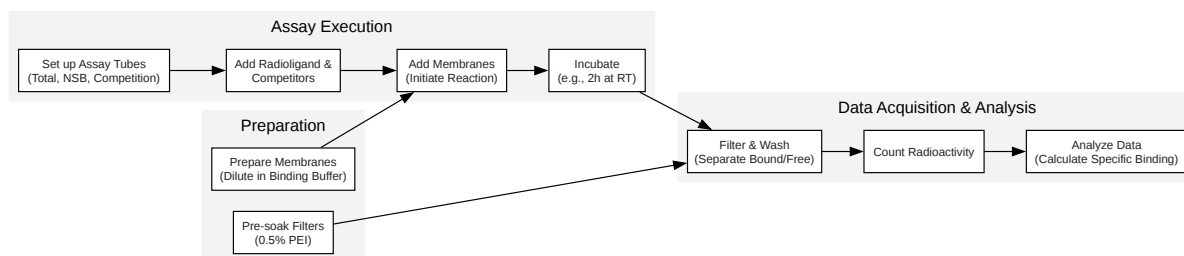 Assay Execution
Set up Assay Tubes
(Total, NSB, Competition)
Add Radioligand &
Competitors
Add Membranes
(Initiate Reaction)
Incubate
(e.g., 2h at RT)
Preparation
Prepare Membranes
(Dilute in Binding Buffer)
Pre-soak Filters
(0.5% PEI)
Data Acquisition & Analysis
Filter & Wash
(Separate Bound/Free)
Count Radioactivity
Analyze Data
(Calculate Specific Binding)